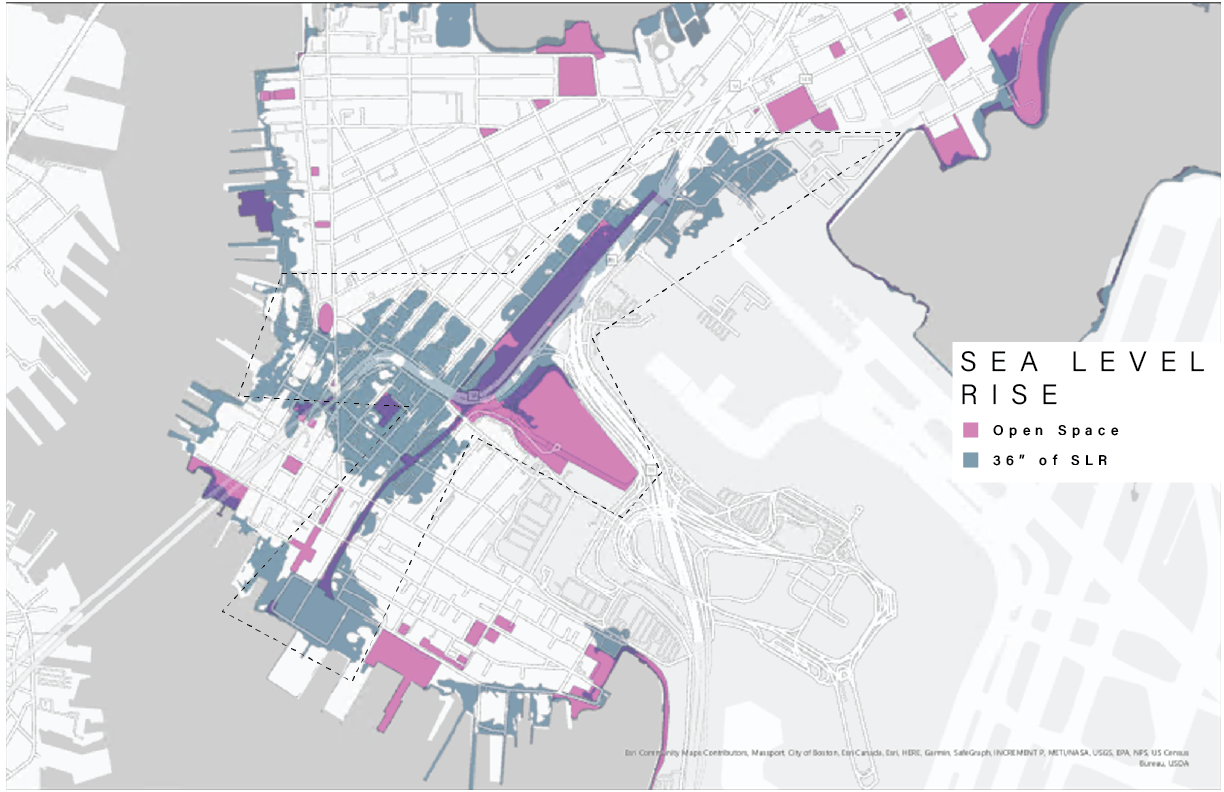 SEA LEVEL
RISE
Open Space
36” of SLR
Esri Community Maps Contributors, Massport, City of Boston, Esri Canada, Esri, HERE, Garmin, SafeGraph, INCREMENT P, METI/NASA, USGS, EPA, NPS, US Census
Bureau, USDA